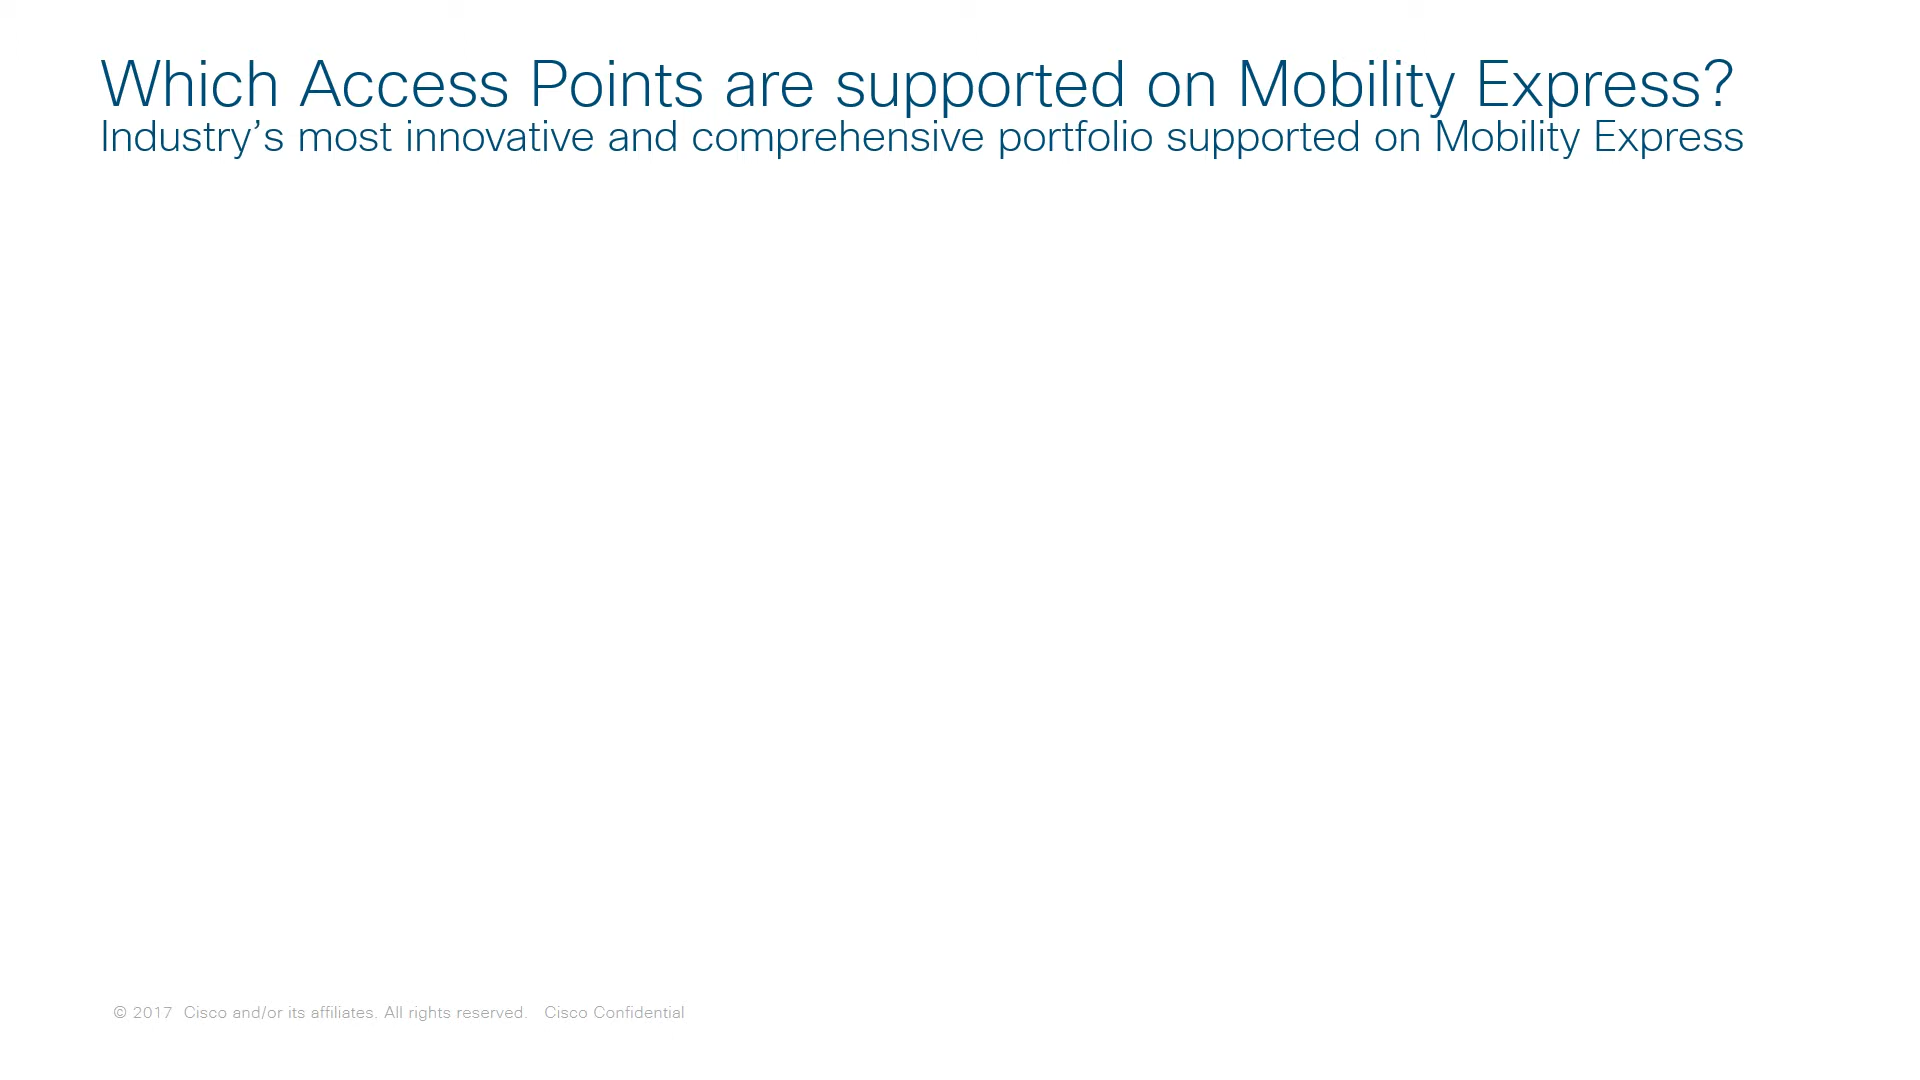 Which Access Points are supported on Mobility Express?
Industry’s most innovative and comprehensive portfolio supported on Mobility Express
© 2017 Cisco and/or its affiliates. All rights reserved. Cisco Confidential